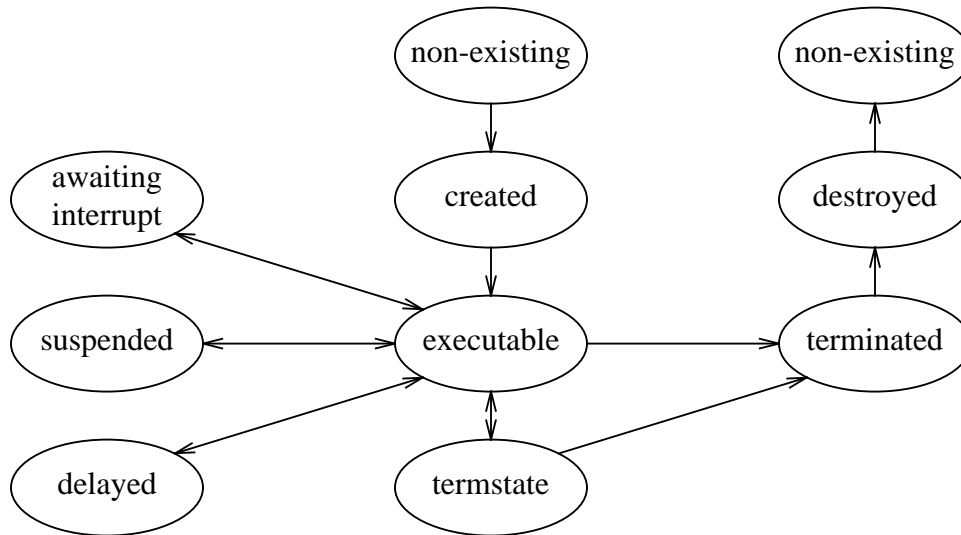 non-existing
non-existing
awaiting
interrupt
created
destroyed
suspended
executable
terminated
delayed
termstate